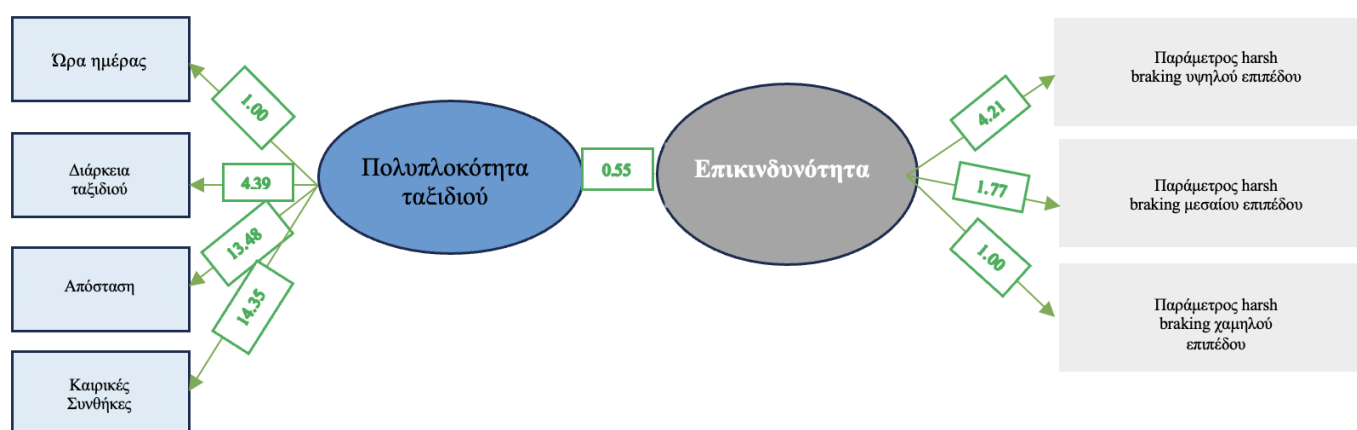 Ώρα ημέρας
1.00
Διάρκεια
ταξιδιού
4.39
Απόσταση
13.48
Καιρικές
Συνθήκες
14.35
Πολυπλοκότητα
ταξιδιού
0.55
Επικινδυνότητα
4.21
Παράμετρος harsh
braking υψηλού επιπέδου
1.77
Παράμετρος harsh
braking μεσαίου επιπέδου
1.00
Παράμετρος harsh
braking χαμηλού
επιπέδου